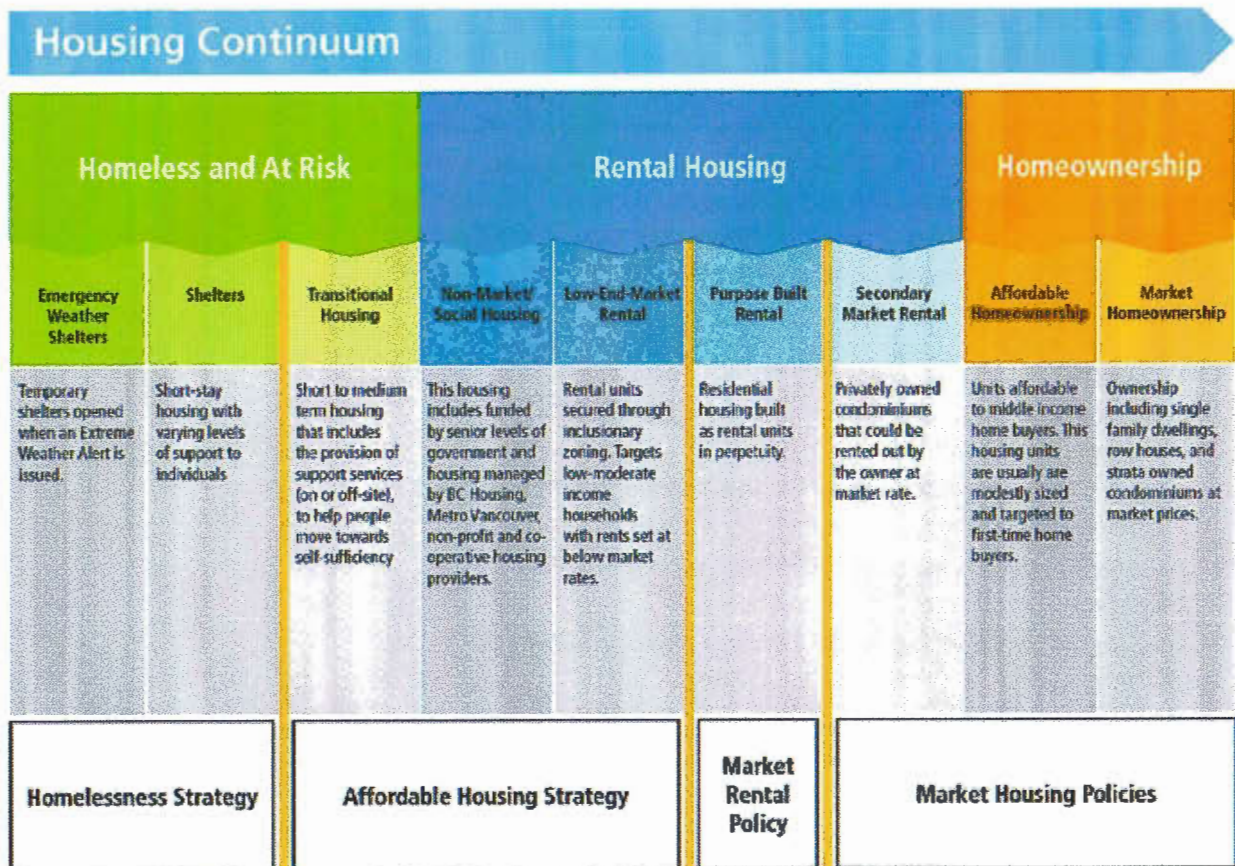 Housing Continuum
Homeless and At Risk
Rental Housing
Homeownership
Emergency
Weather
Shelters
Shelters
Transitional
Housing
Non-Market/
Social Housing
Low-End-Market
Rental
Purpose Built
Rental
Secondary
Market Rental
Affordable
Homeownership
Market
Homeownership
Temporary
shelters opened
when an Extreme
Weather Alert is
issued.
Short-stay
housing with
varying levels
of support to
individuals
Short to medium
term housing
that includes
the provision of
support services
(on or off-site),
to help people
move towards
self-sufficiency
This housing
includes funded
by senior levels of
government and
housing managed
by BC Housing,
Metro Vancouver,
non-profit and co-
operative housing
providers.
Rental units
secured through
inclusionary
zoning. Targets
low-moderate
income
households
with rents set at
below market
rates.
Residential
housing built
as rental units
in perpetuity.
Privately owned
condominiums
that could be
rented out by
the owner at
market rate.
Units affordable
to middle income
home buyers. This
housing units
are usually are
modestly sized
and targeted to
first-time home
buyers.
Ownership
including single
family dwellings,
row houses, and
strata owned
condominiums at
market prices.
Homelessness Strategy
Affordable Housing Strategy
Market
Rental
Policy
Market Housing Policies